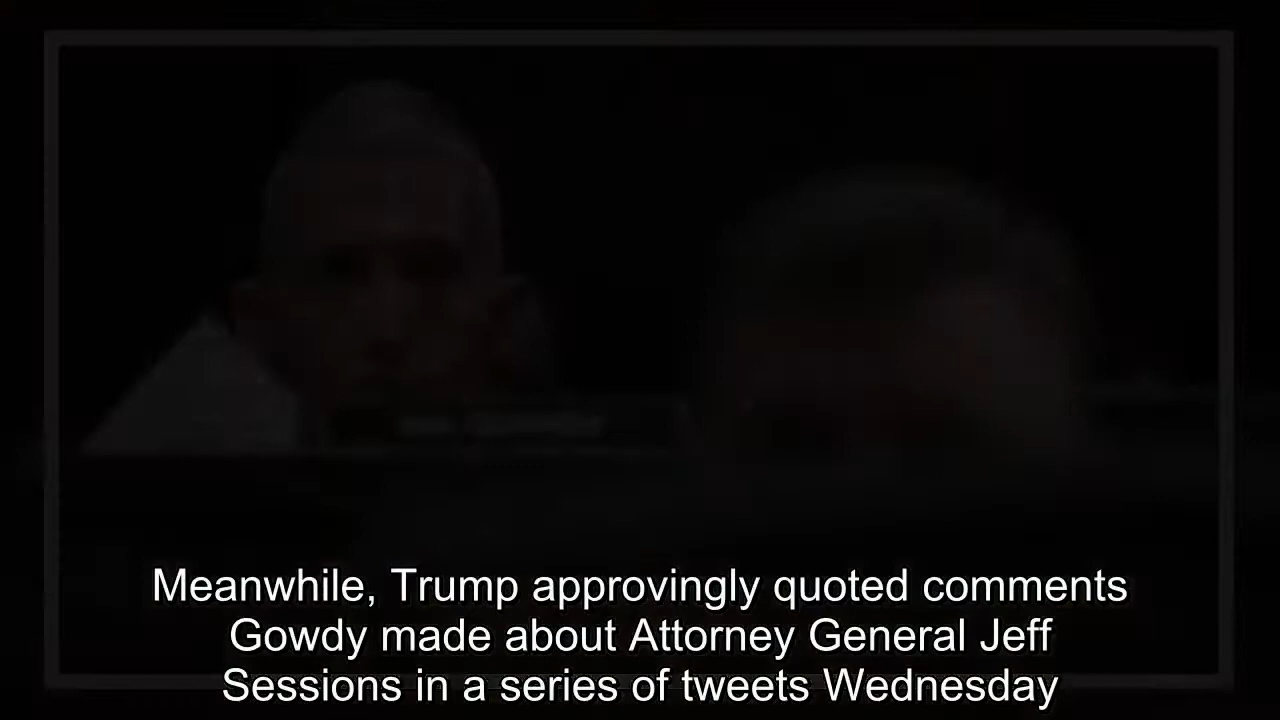 Meanwhile, Trump approvingly quoted comments
Gowdy made about Attorney General Jeff
Sessions in a series of tweets Wednesday